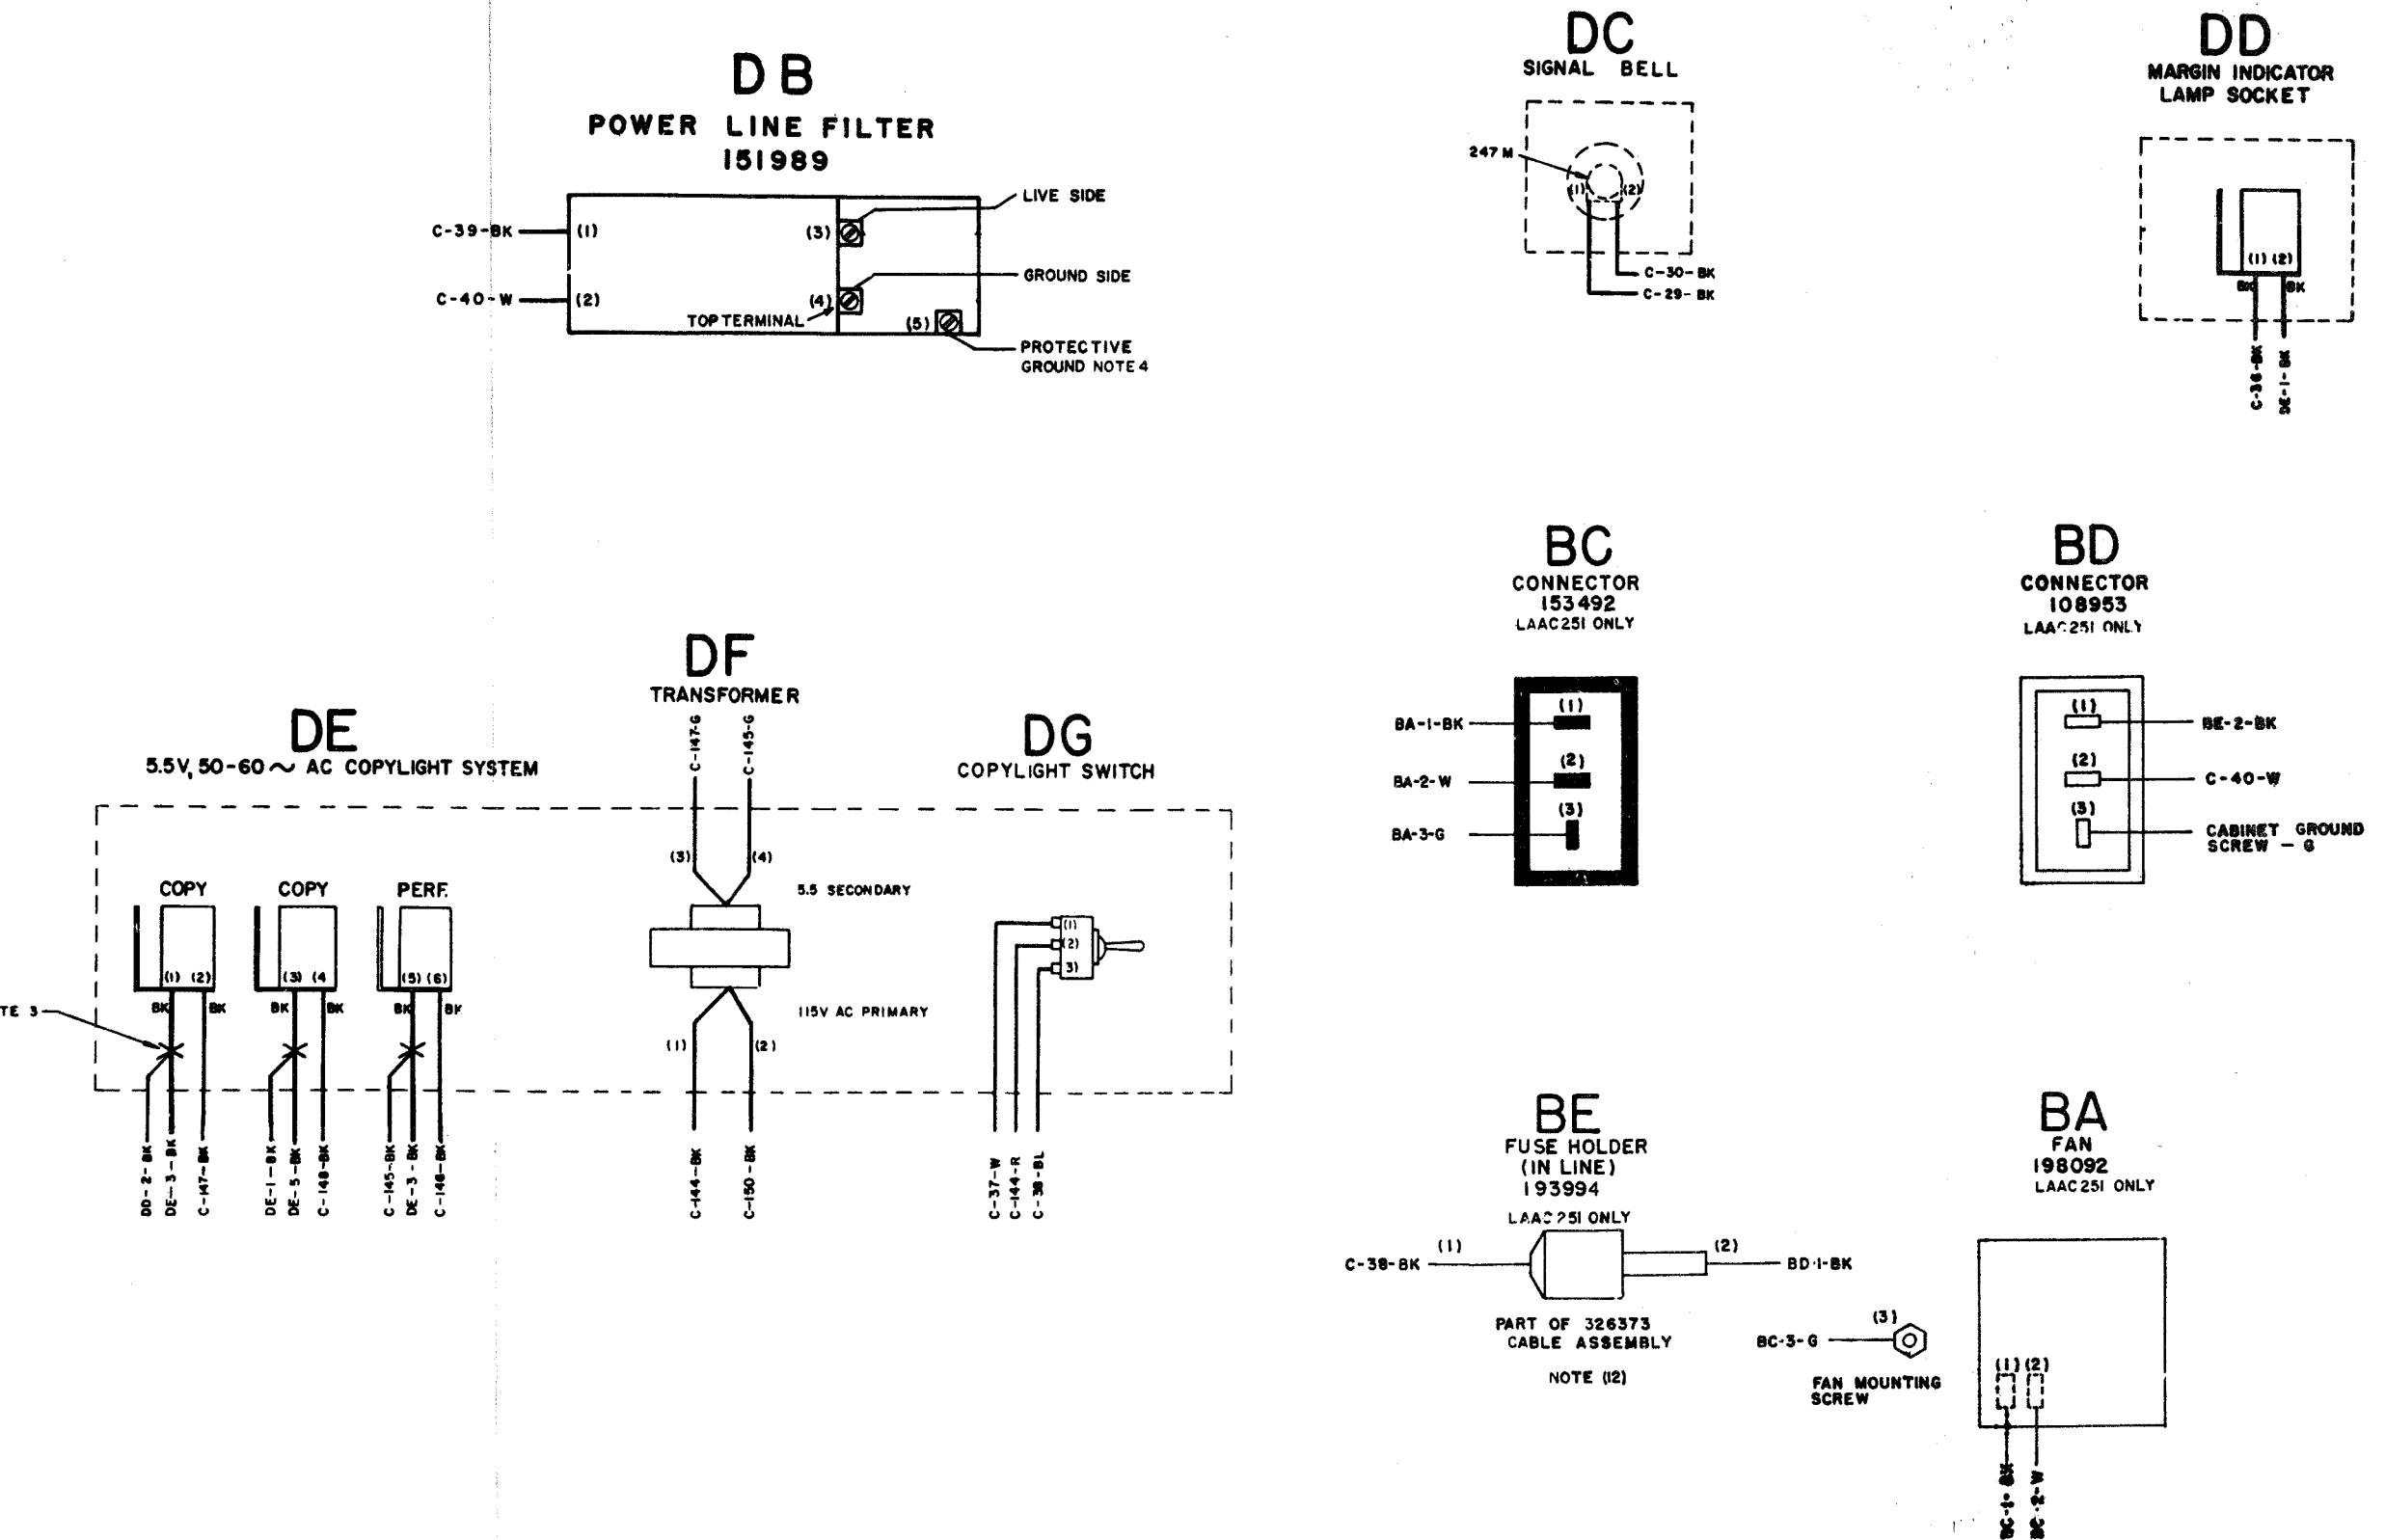 DB
POWER LINE FILTER
151989
C-39-BK
(1)
(3)
LIVE SIDE
C-40-W
(2)
(4)
GROUND SIDE
TOP TERMINAL
(5)
PROTECTIVE
GROUND NOTE 4
DC
SIGNAL BELL
247 M
(1)
(2)
C-30-BK
C-29-BK
DD
MARGIN INDICATOR
LAMP SOCKET
(1) (2)
BK
BK
C-36-BK
DE-1-BK
DE
5.5V, 50-60 ~ AC COPYLIGHT SYSTEM
COPY
(1) (2)
BK
BK
COPY
(3) (4
BK
BK
PERF.
(5) (6)
BK
BK
TE 3
DD-2-BK
DE-3-BK
C-147-BK
DE-1-BK
DE-5-BK
C-148-BK
C-145-BK
DE-3-BK
C-146-BK
DF
TRANSFORMER
C-147-G
C-145-G
(3)
(4)
5.5 SECONDARY
115V AC PRIMARY
(1)
(2)
C-144-BK
C-150-BK
DG
COPYLIGHT SWITCH
(1)
(2)
3)
C-37-W
C-144-R
C-38-BL
BC
CONNECTOR
153492
LAAC251 ONLY
BA-1-BK
(1)
BA-2-W
(2)
BA-3-G
(3)
BD
CONNECTOR
108953
LAAC251 ONLY
(1)
BE-2-BK
(2)
C-40-W
(3)
CABINET GROUND
SCREW - G
BE
FUSE HOLDER
(IN LINE)
193994
LAAC251 ONLY
C-38-BK
(1)
(2)
BD-1-BK
PART OF 326373
CABLE ASSEMBLY
NOTE (12)
BA
FAN
198092
LAAC251 ONLY
BC-3-G
(3)
FAN MOUNTING
SCREW
(1) (2)
BC-1-BK
BC-2-W